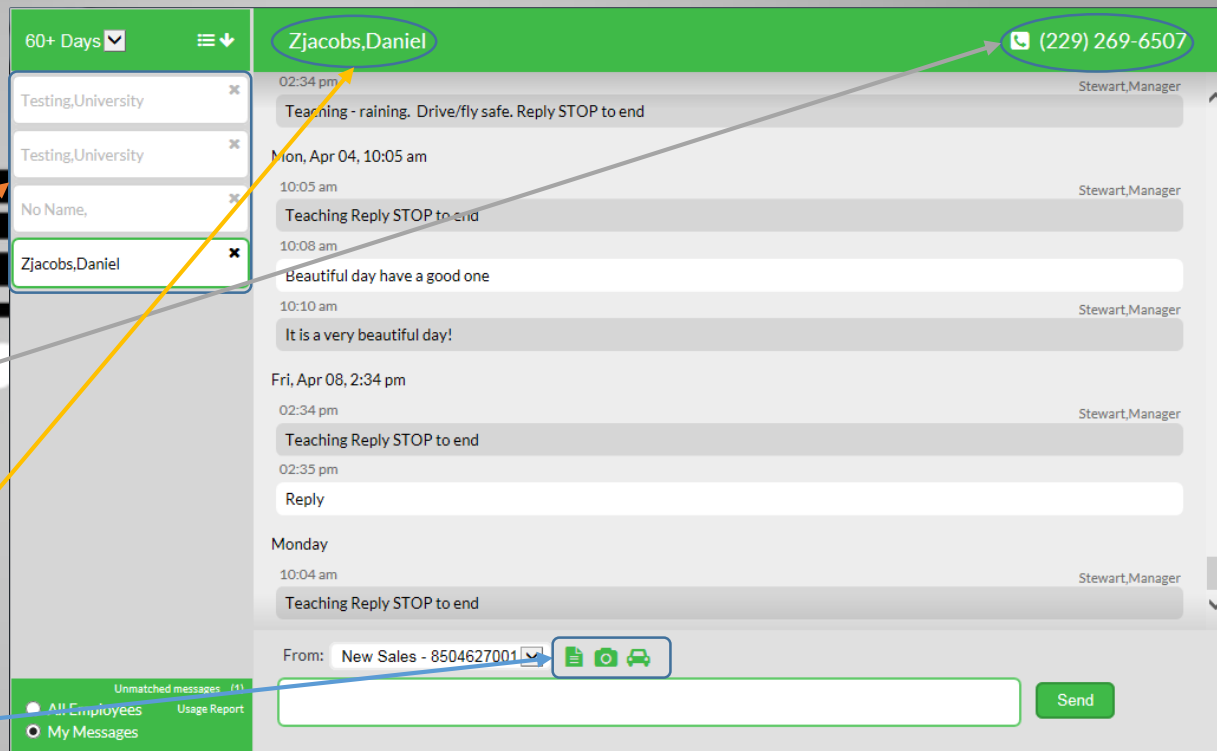 60+ Days
Zjacobs,Daniel
(229) 269-6507
Testing,University
Testing,University
No Name,
Zjacobs,Daniel
02:34 pm
Stewart,Manager
Teaching - raining. Drive/fly safe. Reply STOP to end
Mon, Apr 04, 10:05 am
10:05 am
Stewart,Manager
Teaching Reply STOP to end
10:08 am
Beautiful day have a good one
10:10 am
Stewart,Manager
It is a very beautiful day!
Fri, Apr 08, 2:34 pm
02:34 pm
Stewart,Manager
Teaching Reply STOP to end
02:35 pm
Reply
Monday
10:04 am
Stewart,Manager
Teaching Reply STOP to end
From: New Sales - 8504627001
Send
Unmatched messages (1)
All Employees
Usage Report
My Messages